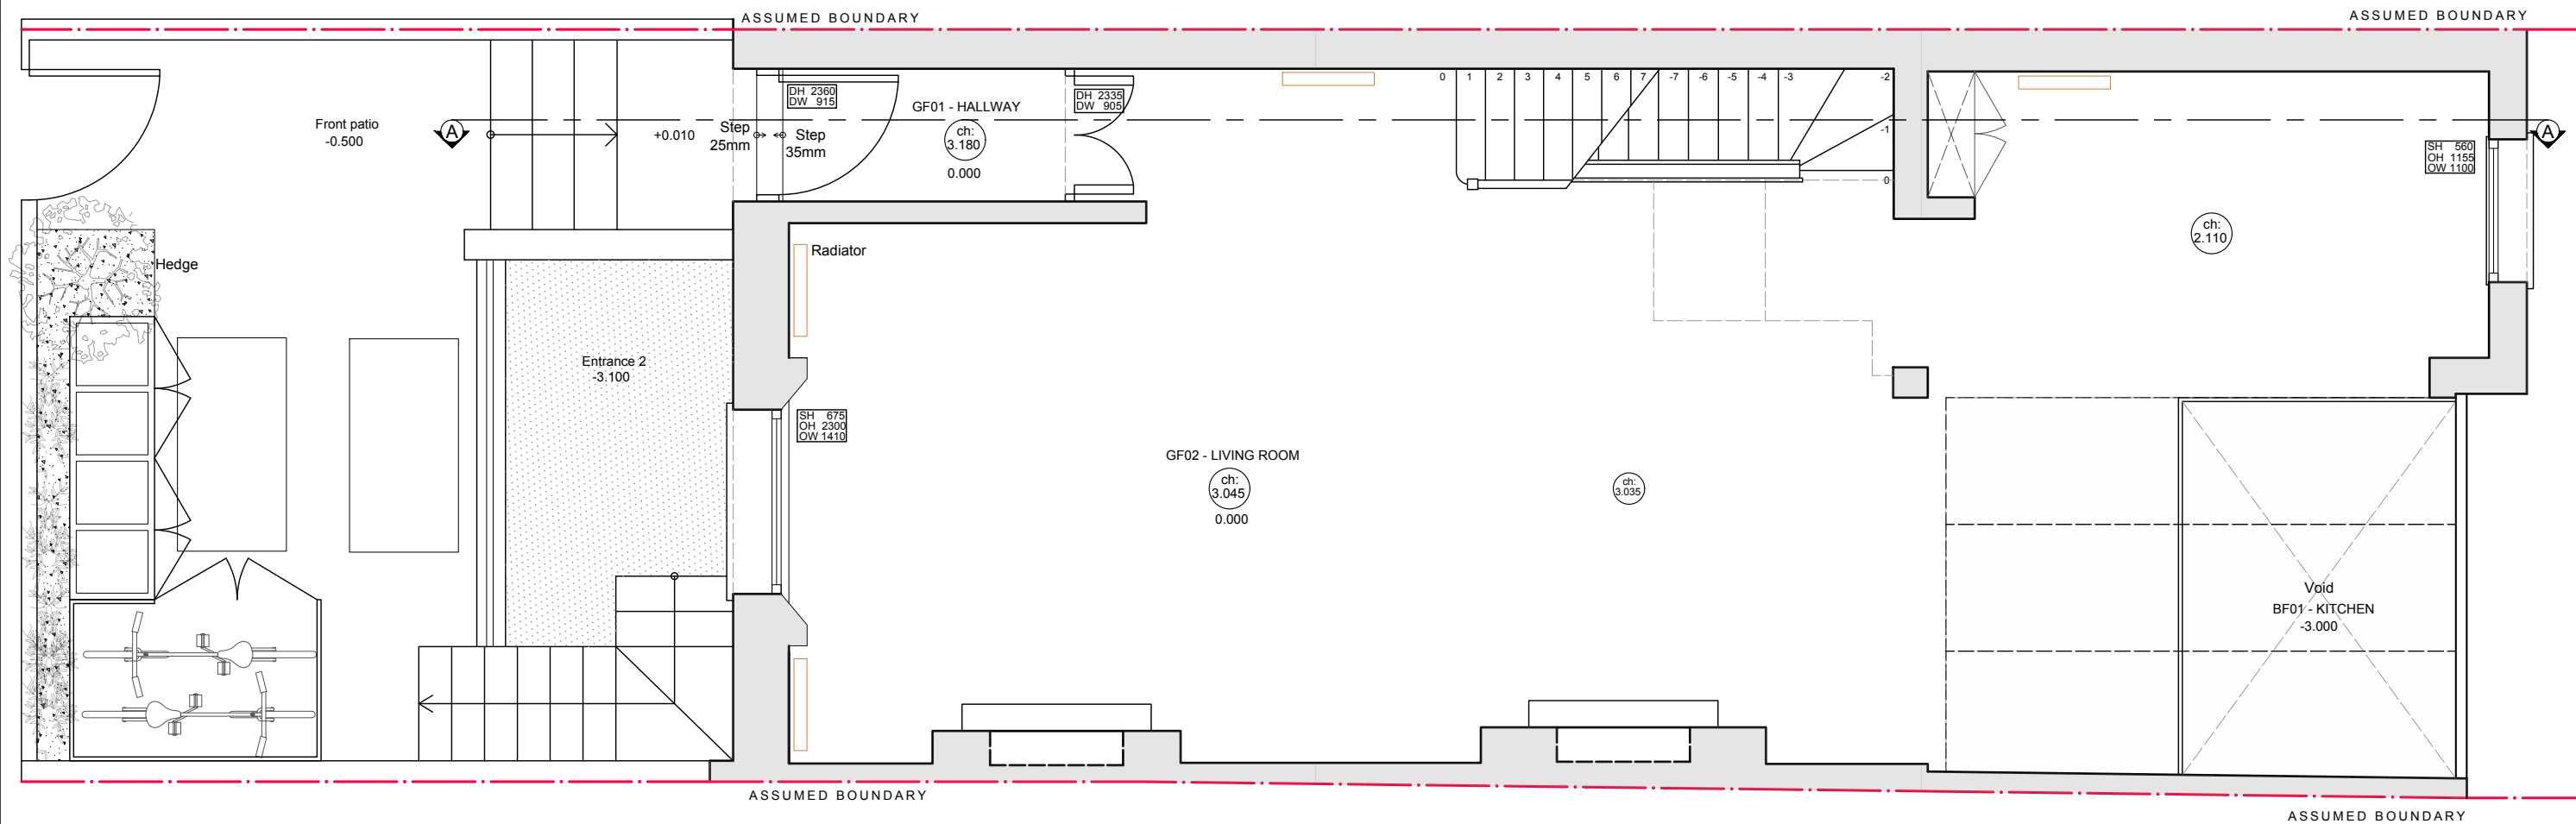 ASSUMED BOUNDARY
ASSUMED BOUNDARY
0 1 2 3 4 5 6 7 -7 -6 -5 -4 -3 -2
-1
0
DH 2360
DW 915
GF01 - HALLWAY
ch:
3.180
0.000
DH 2335
DW 905
Front patio
-0.500
A
+0.010
Step
25mm
Step
35mm
A
SH 560
OH 1155
OW 1100
ch:
2.110
Radiator
Hedge
Entrance 2
-3.100
SH 675
OH 2300
OW 1410
GF02 - LIVING ROOM
ch:
3.045
0.000
ch:
3.035
Void
BF01 - KITCHEN
-3.000
ASSUMED BOUNDARY
ASSUMED BOUNDARY